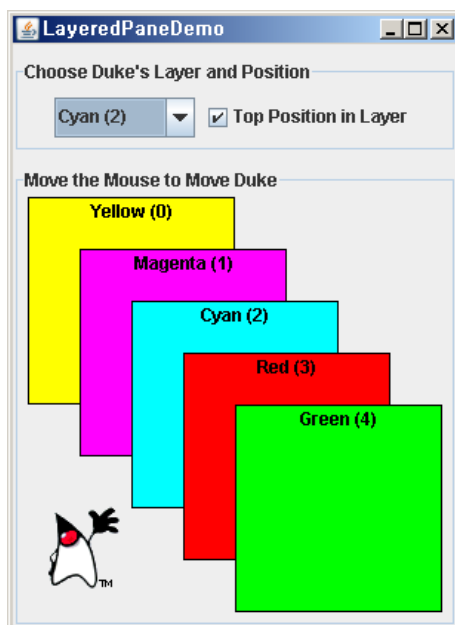 LayeredPaneDemo
Choose Duke's Layer and Position
Cyan (2)
Top Position in Layer
Move the Mouse to Move Duke
Yellow (0)
Magenta (1)
Cyan (2)
Red (3)
Green (4)
TM